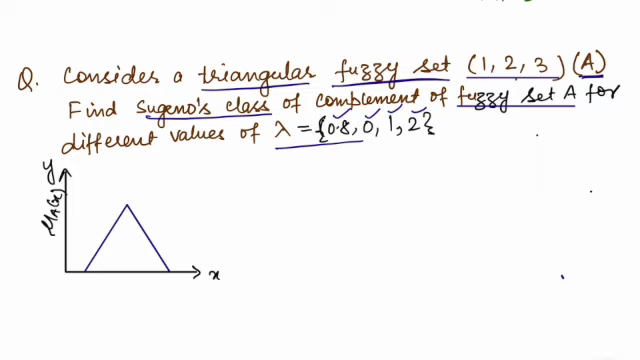 Q. Consider a triangular fuzzy set (1, 2, 3) (A)
Find Sugeno's class of complement of fuzzy set A for
different values of λ = {0.8, 0, 1, 2}
y
μA(x)
x